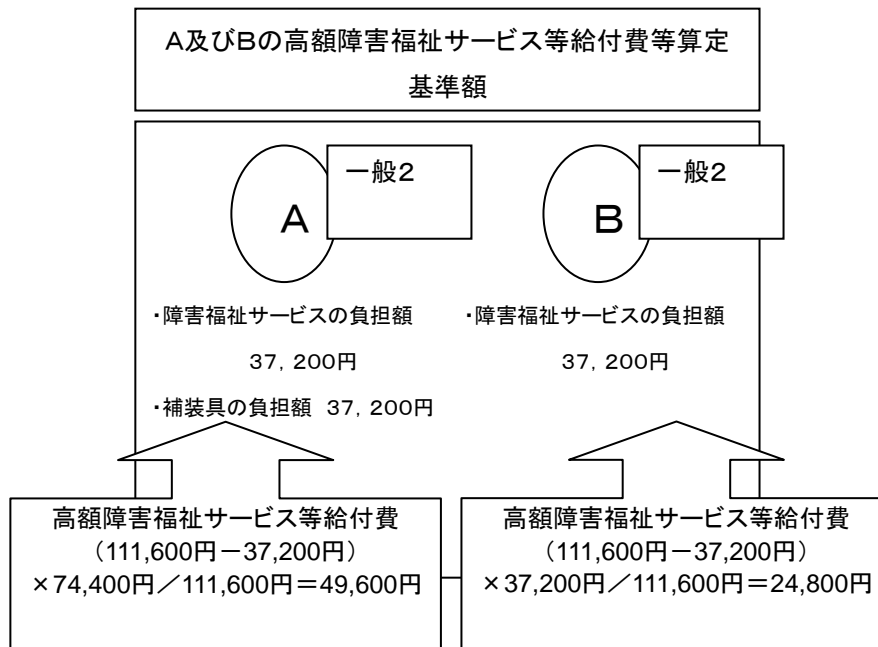 A及びBの高額障害福祉サービス等給付費等算定
基準額
一般2
A
一般2
B
・障害福祉サービスの負担額
37,200円
・補装具の負担額 37,200円
・障害福祉サービスの負担額
37,200円
高額障害福祉サービス等給付費
(111,600円-37,200円)
×74,400円/111,600円=49,600円
高額障害福祉サービス等給付費
(111,600円-37,200円)
×37,200円/111,600円=24,800円